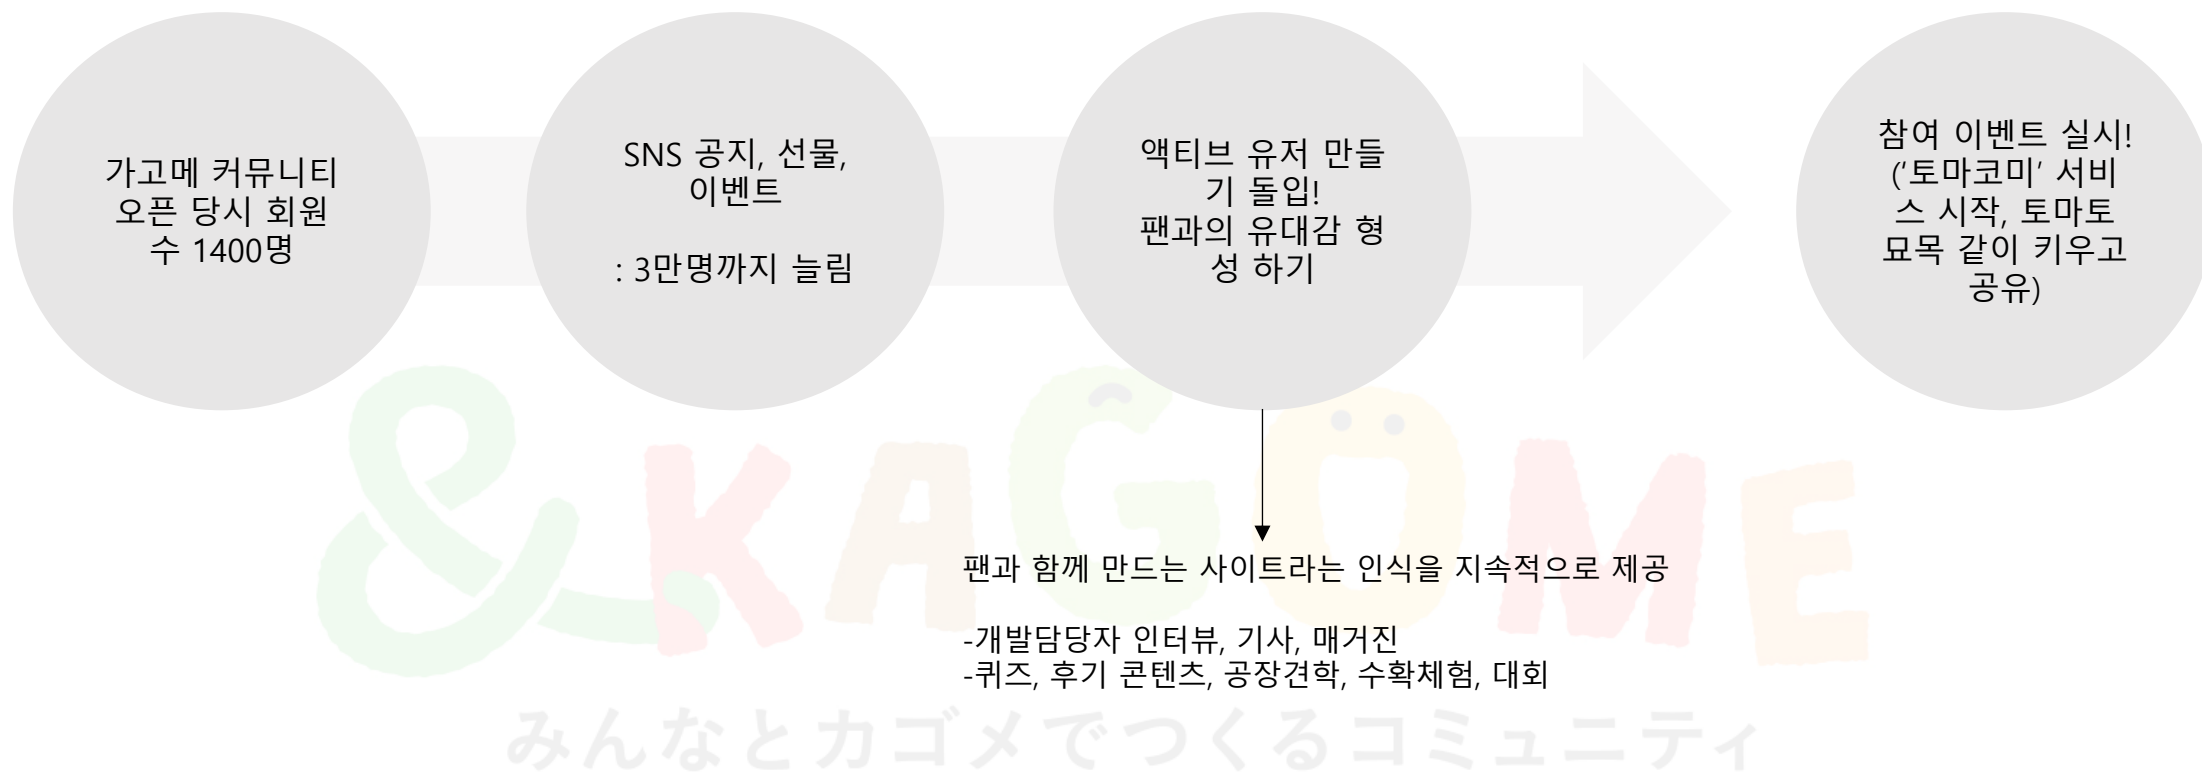 가고메 커뮤니티
오픈 당시 회원
수 1400명
SNS 공지, 선물,
이벤트
: 3만명까지 늘림
액티브 유저 만들
기 돌입!
팬과의 유대감 형
성 하기
참여 이벤트 실시!
(‘토마코미’ 서비
스 시작, 토마토
묘목 같이 키우고
공유)
팬과 함께 만드는 사이트라는 인식을 지속적으로 제공
-개발담당자 인터뷰, 기사, 매거진
-퀴즈, 후기 콘텐츠, 공장견학, 수확체험, 대회
&KAGOME
みんなとカゴメでつくるコミュニティ